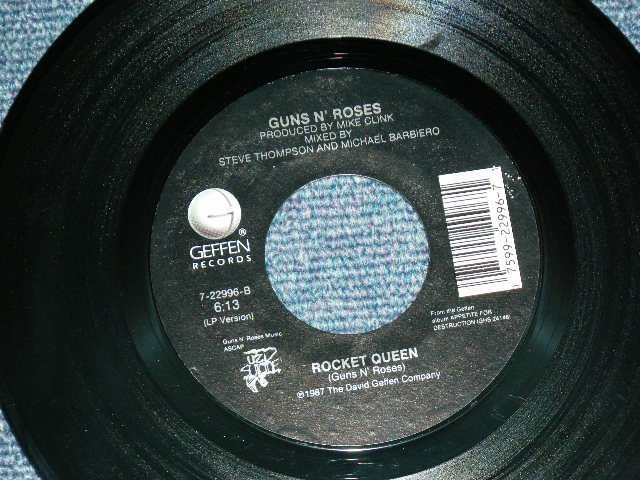 GUNS N' ROSES
PRODUCED BY MIKE CLINK
MIXED BY
STEVE THOMPSON AND MICHAEL BARBIERO
G
®
GEFFEN
RECORDS
7-22996-B
6:13
(LP Version)
Guns N' Roses Music
ASCAP
7599-22996-7
From the Geffen
album APPETITE FOR
DESTRUCTION (GHS 24148)
ROCKET QUEEN
(Guns N' Roses)
℗1987 The David Geffen Company